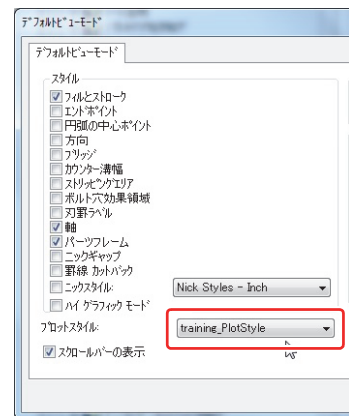 ﾃﾞﾌｫﾙﾄﾋﾞｭｰﾓｰﾄﾞ
ﾃﾞﾌｫﾙﾄﾋﾞｭｰﾓｰﾄﾞ
ｽﾀｲﾙ
ﾌｨﾙとｽﾄﾛｰｸ
ｴﾝﾄﾞﾎﾟｲﾝﾄ
円弧の中心ﾎﾟｲﾝﾄ
方向
ﾌﾞﾘｯｼﾞ
ｶｳﾝﾀｰ溝幅
ｽﾄﾘｯﾋﾟﾝｸﾞｴﾘｱ
ﾎﾞﾙﾄ穴効果領域
刃罫ﾗﾍﾞﾙ
軸
ﾊﾟｰﾂﾌﾚｰﾑ
ﾆｯｸｷﾞｬｯﾌﾟ
罫線 ｶｯﾄﾊﾞｯｸ
ﾆｯｸｽﾀｲﾙ: Nick Styles - Inch
ﾊｲ ｸﾞﾗﾌｨｯｸ ﾓｰﾄﾞ
ﾌﾟﾛｯﾄｽﾀｲﾙ: training_PlotStyle
ｽｸﾛｰﾙﾊﾞｰの表示